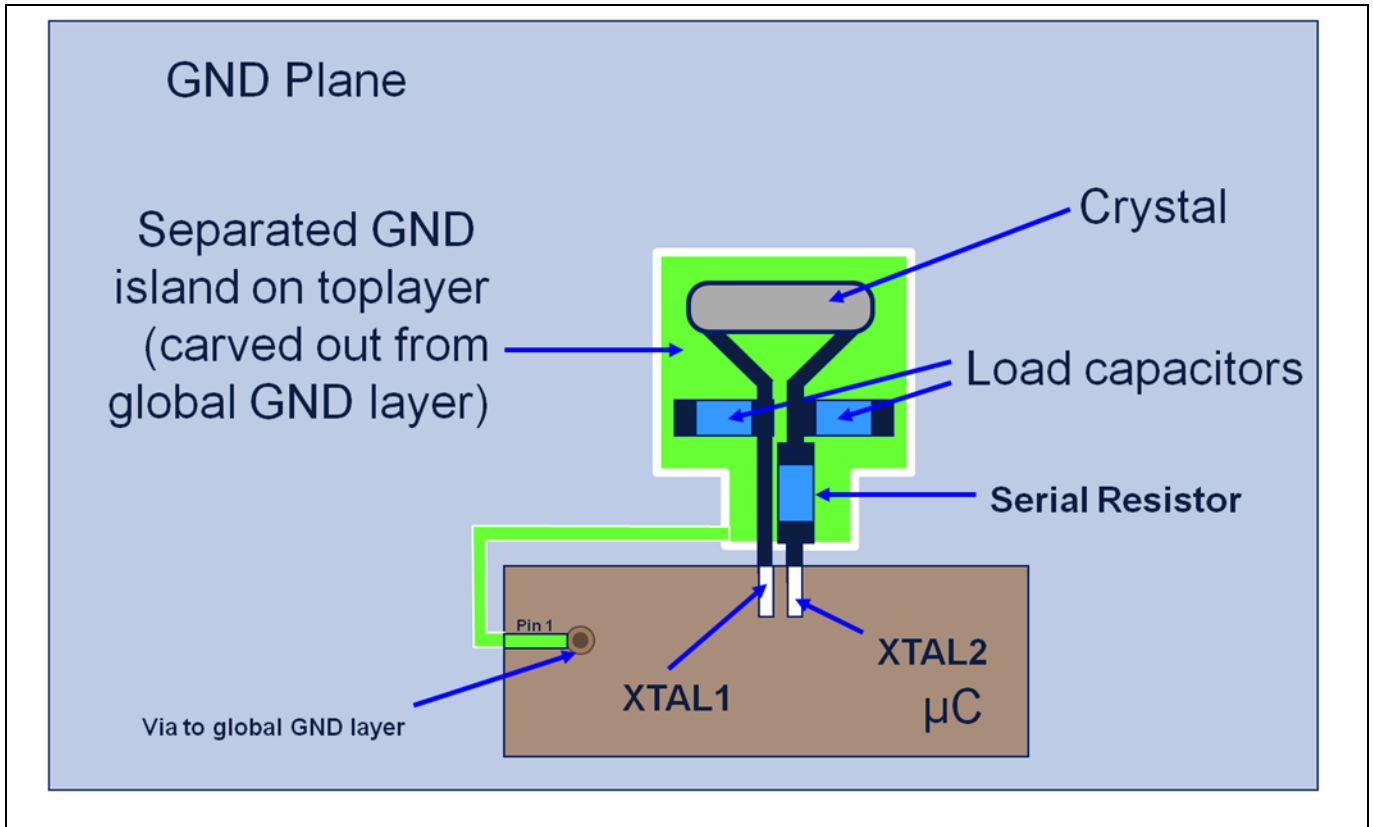 GND Plane
Crystal
Separated GND
island on toplayer
(carved out from
global GND layer)
Load capacitors
Serial Resistor
Pin 1
XTAL2
XTAL1
µC
Via to global GND layer